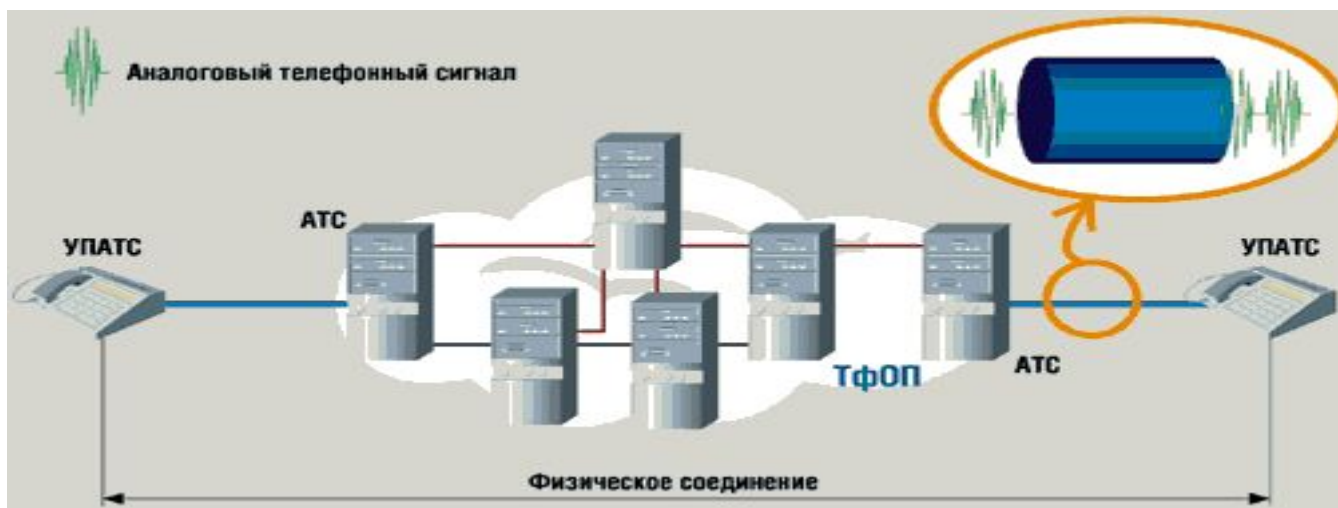 Аналоговый телефонный сигнал
АТС
УПАТС
УПАТС
ТфОП
АТС
Физическое соединение